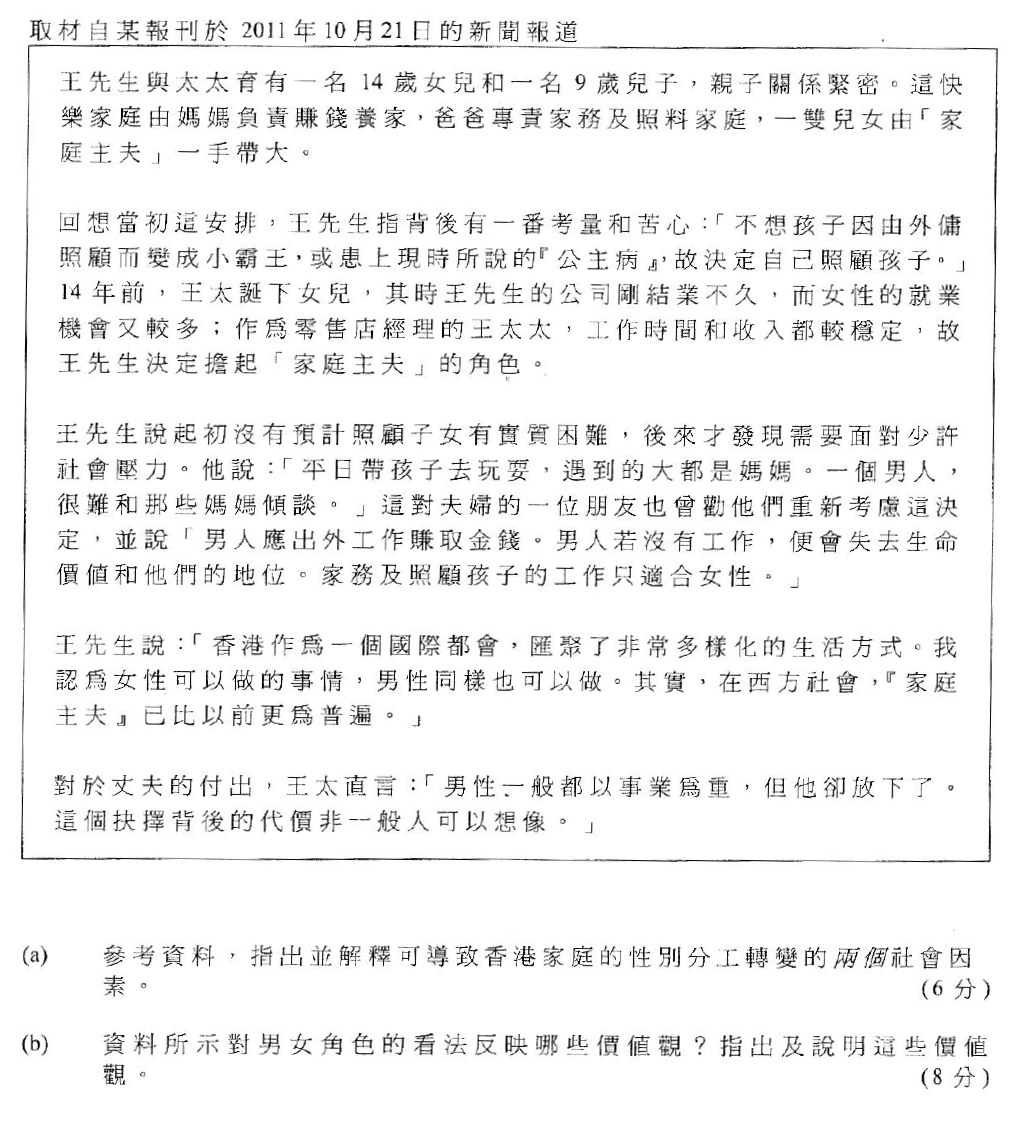 取材自某報刊於 2011 年 10 月 21 日的新聞報道
王先生與太太育有一名 14 歲女兒和一名 9 歲兒子，親子關係緊密。這快
樂家庭由媽媽負責賺錢養家，爸爸專責家務及照料家庭，一雙兒女由「家
庭主夫」一手帶大。
回想當初這安排，王先生指背後有一番考量和苦心：「不想孩子因由外傭
照顧而變成小霸王，或患上現時所說的『公主病』，故決定自己照顧孩子。」
14 年前，王太誕下女兒，其時王先生的公司剛結業不久，而女性的就業
機會又較多；作為零售店經理的王太太，工作時間和收入都較穩定，故
王先生決定擔起「家庭主夫」的角色。
王先生說起初沒有預計照顧子女有實質困難，後來才發現需要面對少許
社會壓力。他說：「平日帶孩子去玩耍，遇到的大都是媽媽。一個男人，
很難和那些媽媽傾談。」這對夫婦的一位朋友也曾勸他們重新考慮這決
定，並說「男人應出外工作賺取金錢。男人若沒有工作，便會失去生命
價值和他們的地位。家務及照顧孩子的工作只適合女性。」
王先生說：「香港作為一個國際都會，匯聚了非常多樣化的生活方式。我
認為女性可以做的事情，男性同樣也可以做。其實，在西方社會，『家庭
主夫』已比以前更為普遍。」
對於丈夫的付出，王太直言：「男性一般都以事業為重，但他卻放下了。
這個抉擇背後的代價非一般人可以想像。」
(a) 參考資料，指出並解釋可導致香港家庭的性別分工轉變的兩個社會因
素。 (6 分)
(b) 資料所示對男女角色的看法反映哪些價值觀？指出及說明這些價值
觀。 (8 分)